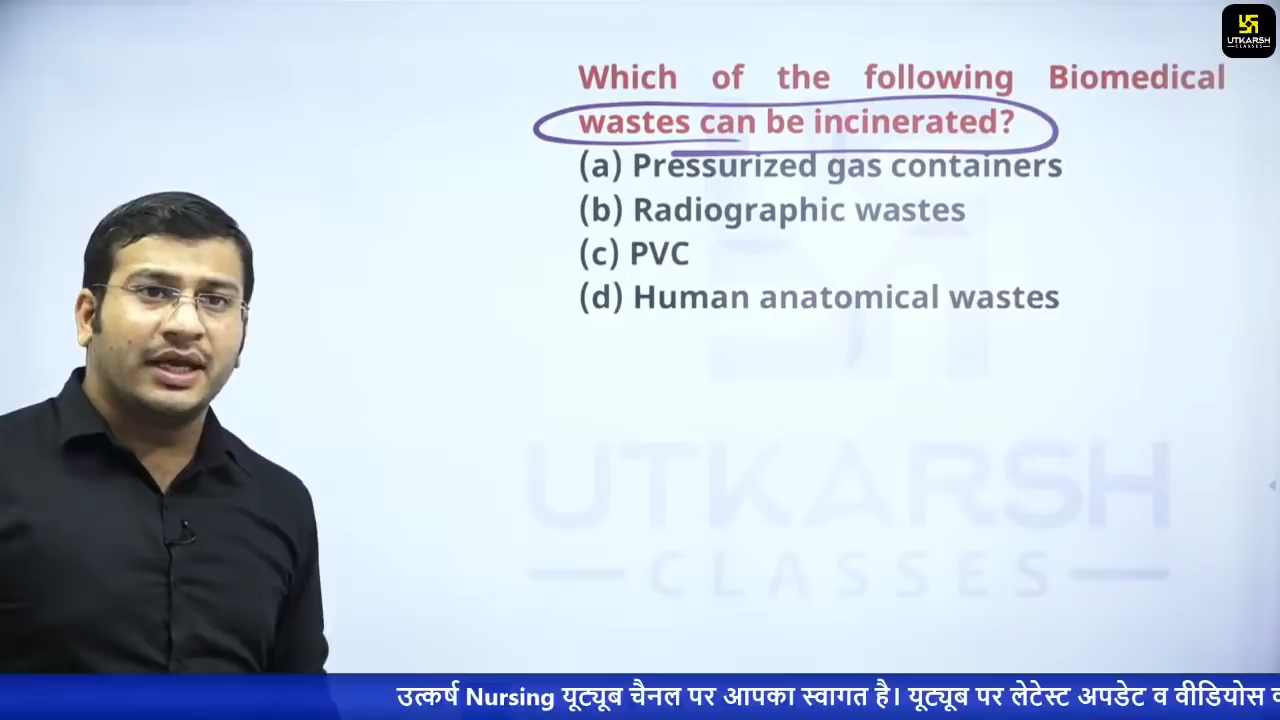 UTKARSH
CLASSES
Which of the following Biomedical
wastes can be incinerated?
(a) Pressurized gas containers
(b) Radiographic wastes
(c) PVC
(d) Human anatomical wastes
UTKARSH
CLASSES
उत्कर्ष Nursing यूट्यूब चैनल पर आपका स्वागत है। यूट्यूब पर लेटेस्ट अपडेट व वीडियोस